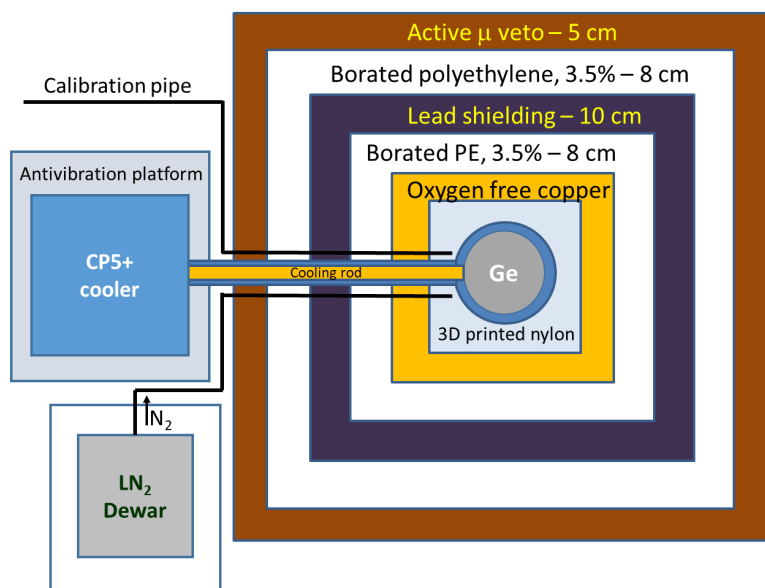 Active μ veto – 5 cm
Borated polyethylene, 3.5% – 8 cm
Calibration pipe
Lead shielding – 10 cm
Borated PE, 3.5% – 8 cm
Antivibration platform
Oxygen free copper
CP5+
cooler
Cooling rod
Ge
3D printed nylon
N₂
LN₂
Dewar